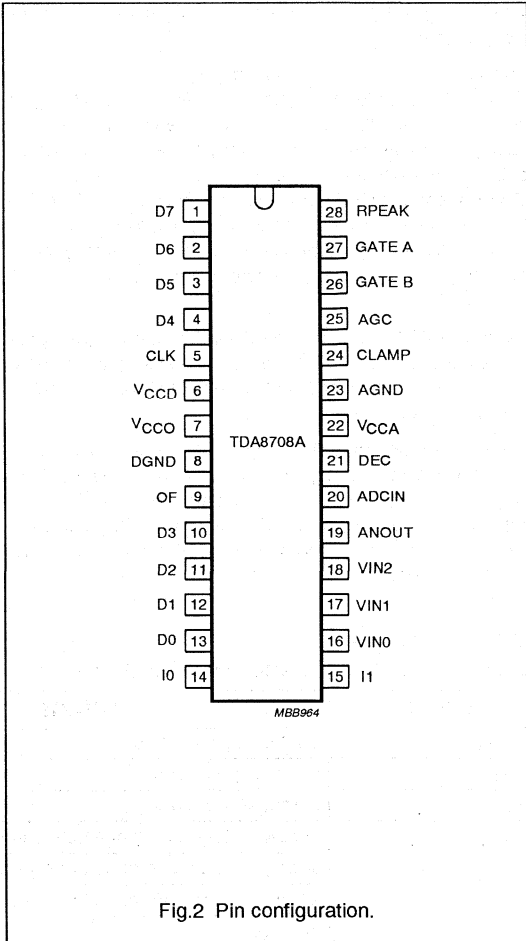 D7 1 28 RPEAK
D6 2 27 GATE A
D5 3 26 GATE B
D4 4 25 AGC
CLK 5 24 CLAMP
VCCD 6 23 AGND
VCCO 7 22 VCCA
TDA8708A
DGND 8 21 DEC
OF 9 20 ADCIN
D3 10 19 ANOUT
D2 11 18 VIN2
D1 12 17 VIN1
D0 13 16 VIN0
I0 14 15 I1
MBB964
Fig.2 Pin configuration.